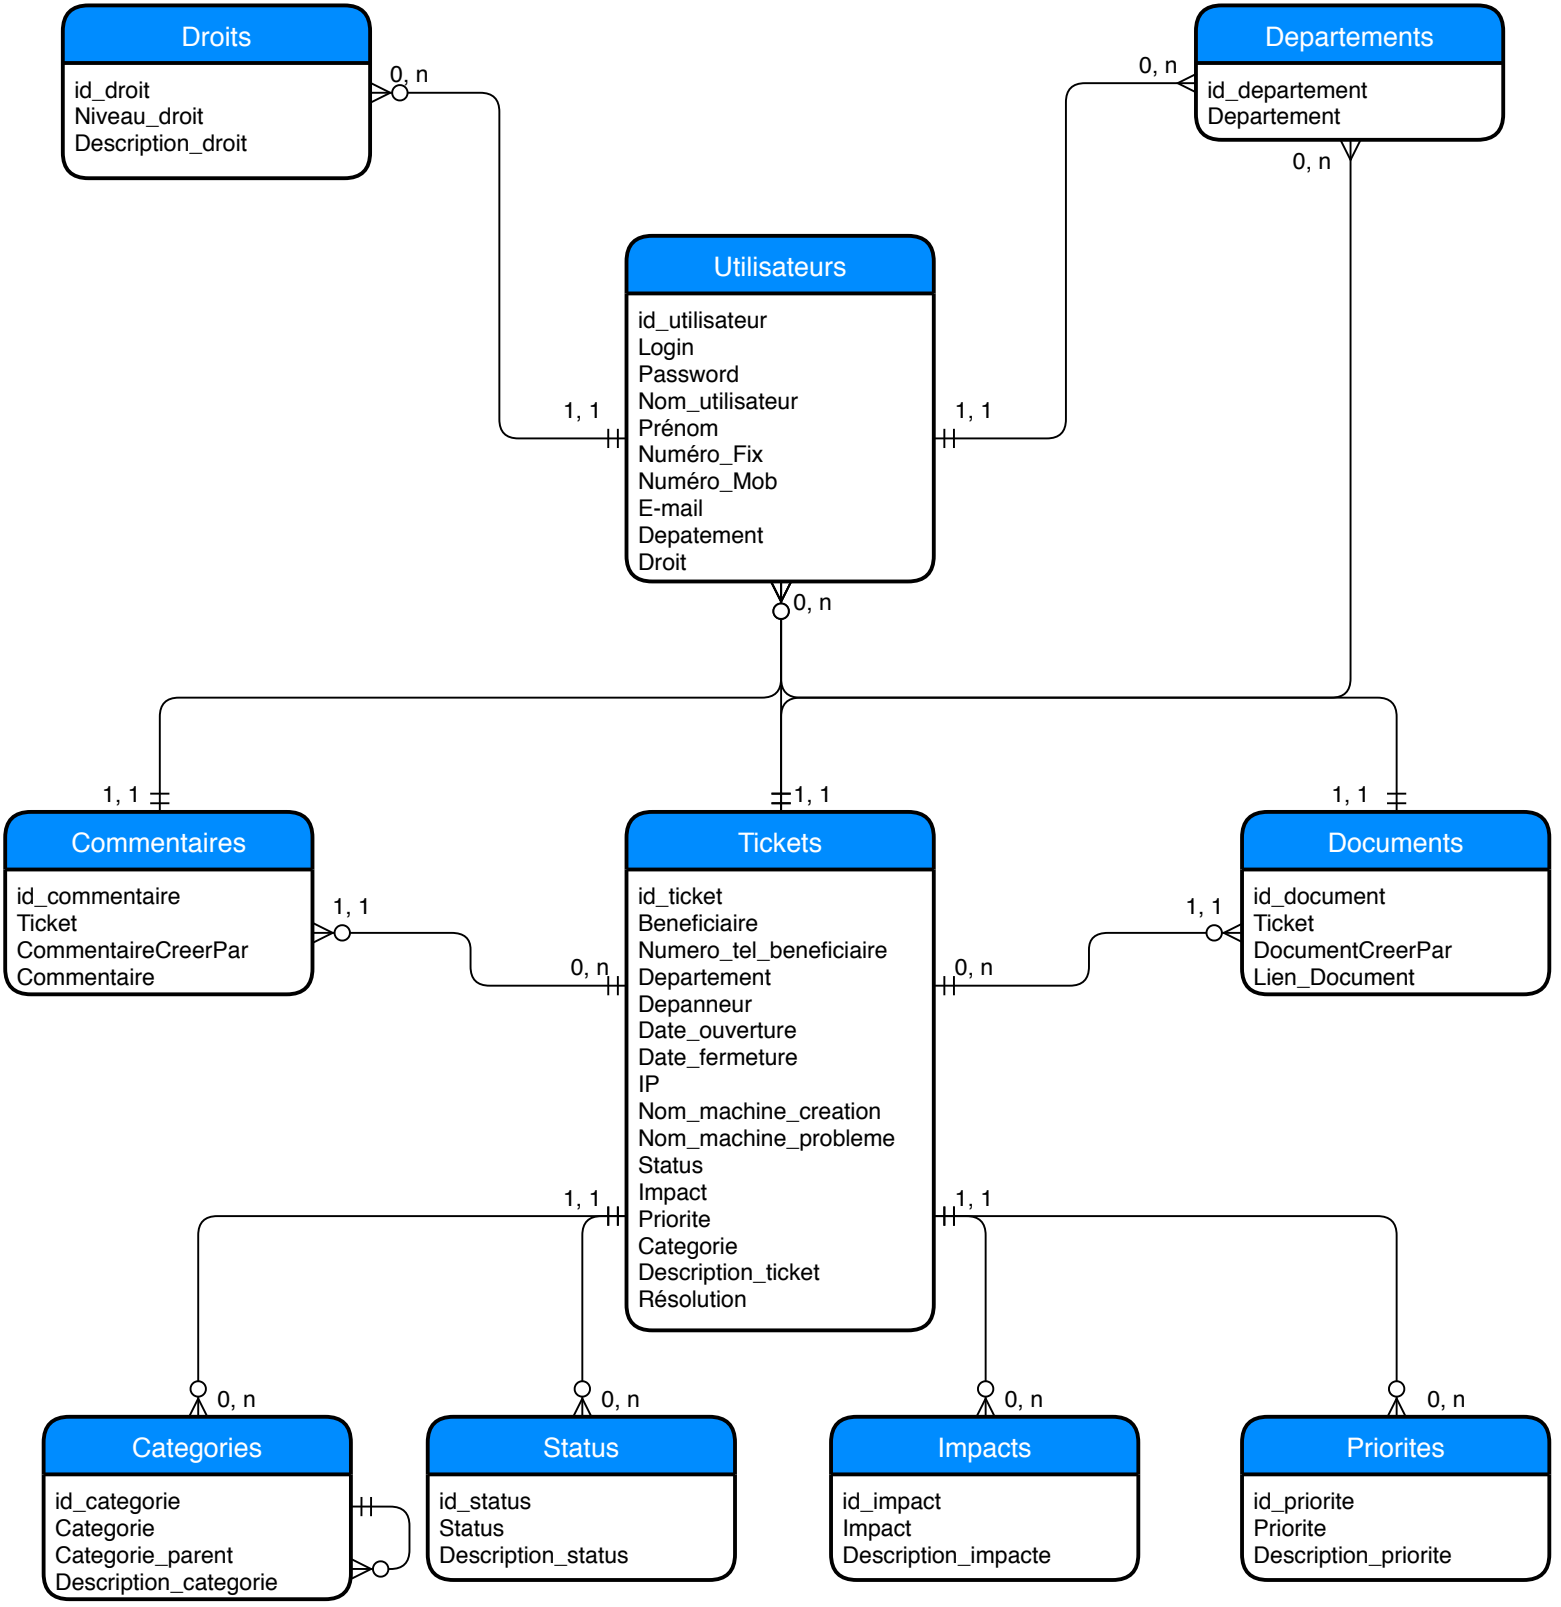 Droits
id_droit
Niveau_droit
Description_droit
0, n
Departements
id_departement
Departement
0, n
0, n
Utilisateurs
id_utilisateur
Login
Password
Nom_utilisateur
Prénom
Numéro_Fix
Numéro_Mob
E-mail
Depatement
Droit
1, 1
1, 1
0, n
1, 1
1, 1
1, 1
Commentaires
id_commentaire
Ticket
CommentaireCreerPar
Commentaire
1, 1
0, n
Tickets
id_ticket
Beneficiaire
Numero_tel_beneficiaire
Departement
Depanneur
Date_ouverture
Date_fermeture
IP
Nom_machine_creation
Nom_machine_probleme
Status
Impact
Priorite
Categorie
Description_ticket
Résolution
0, n
1, 1
Documents
id_document
Ticket
DocumentCreerPar
Lien_Document
1, 1
1, 1
0, n
0, n
0, n
0, n
Categories
id_categorie
Categorie
Categorie_parent
Description_categorie
Status
id_status
Status
Description_status
Impacts
id_impact
Impact
Description_impacte
Priorites
id_priorite
Priorite
Description_priorite